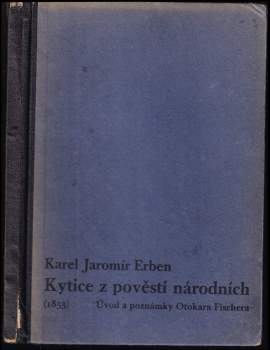 Karel Jaromír Erben
Kytice z pověstí národních
(1853) Úvod a poznámky Otokara Fischera